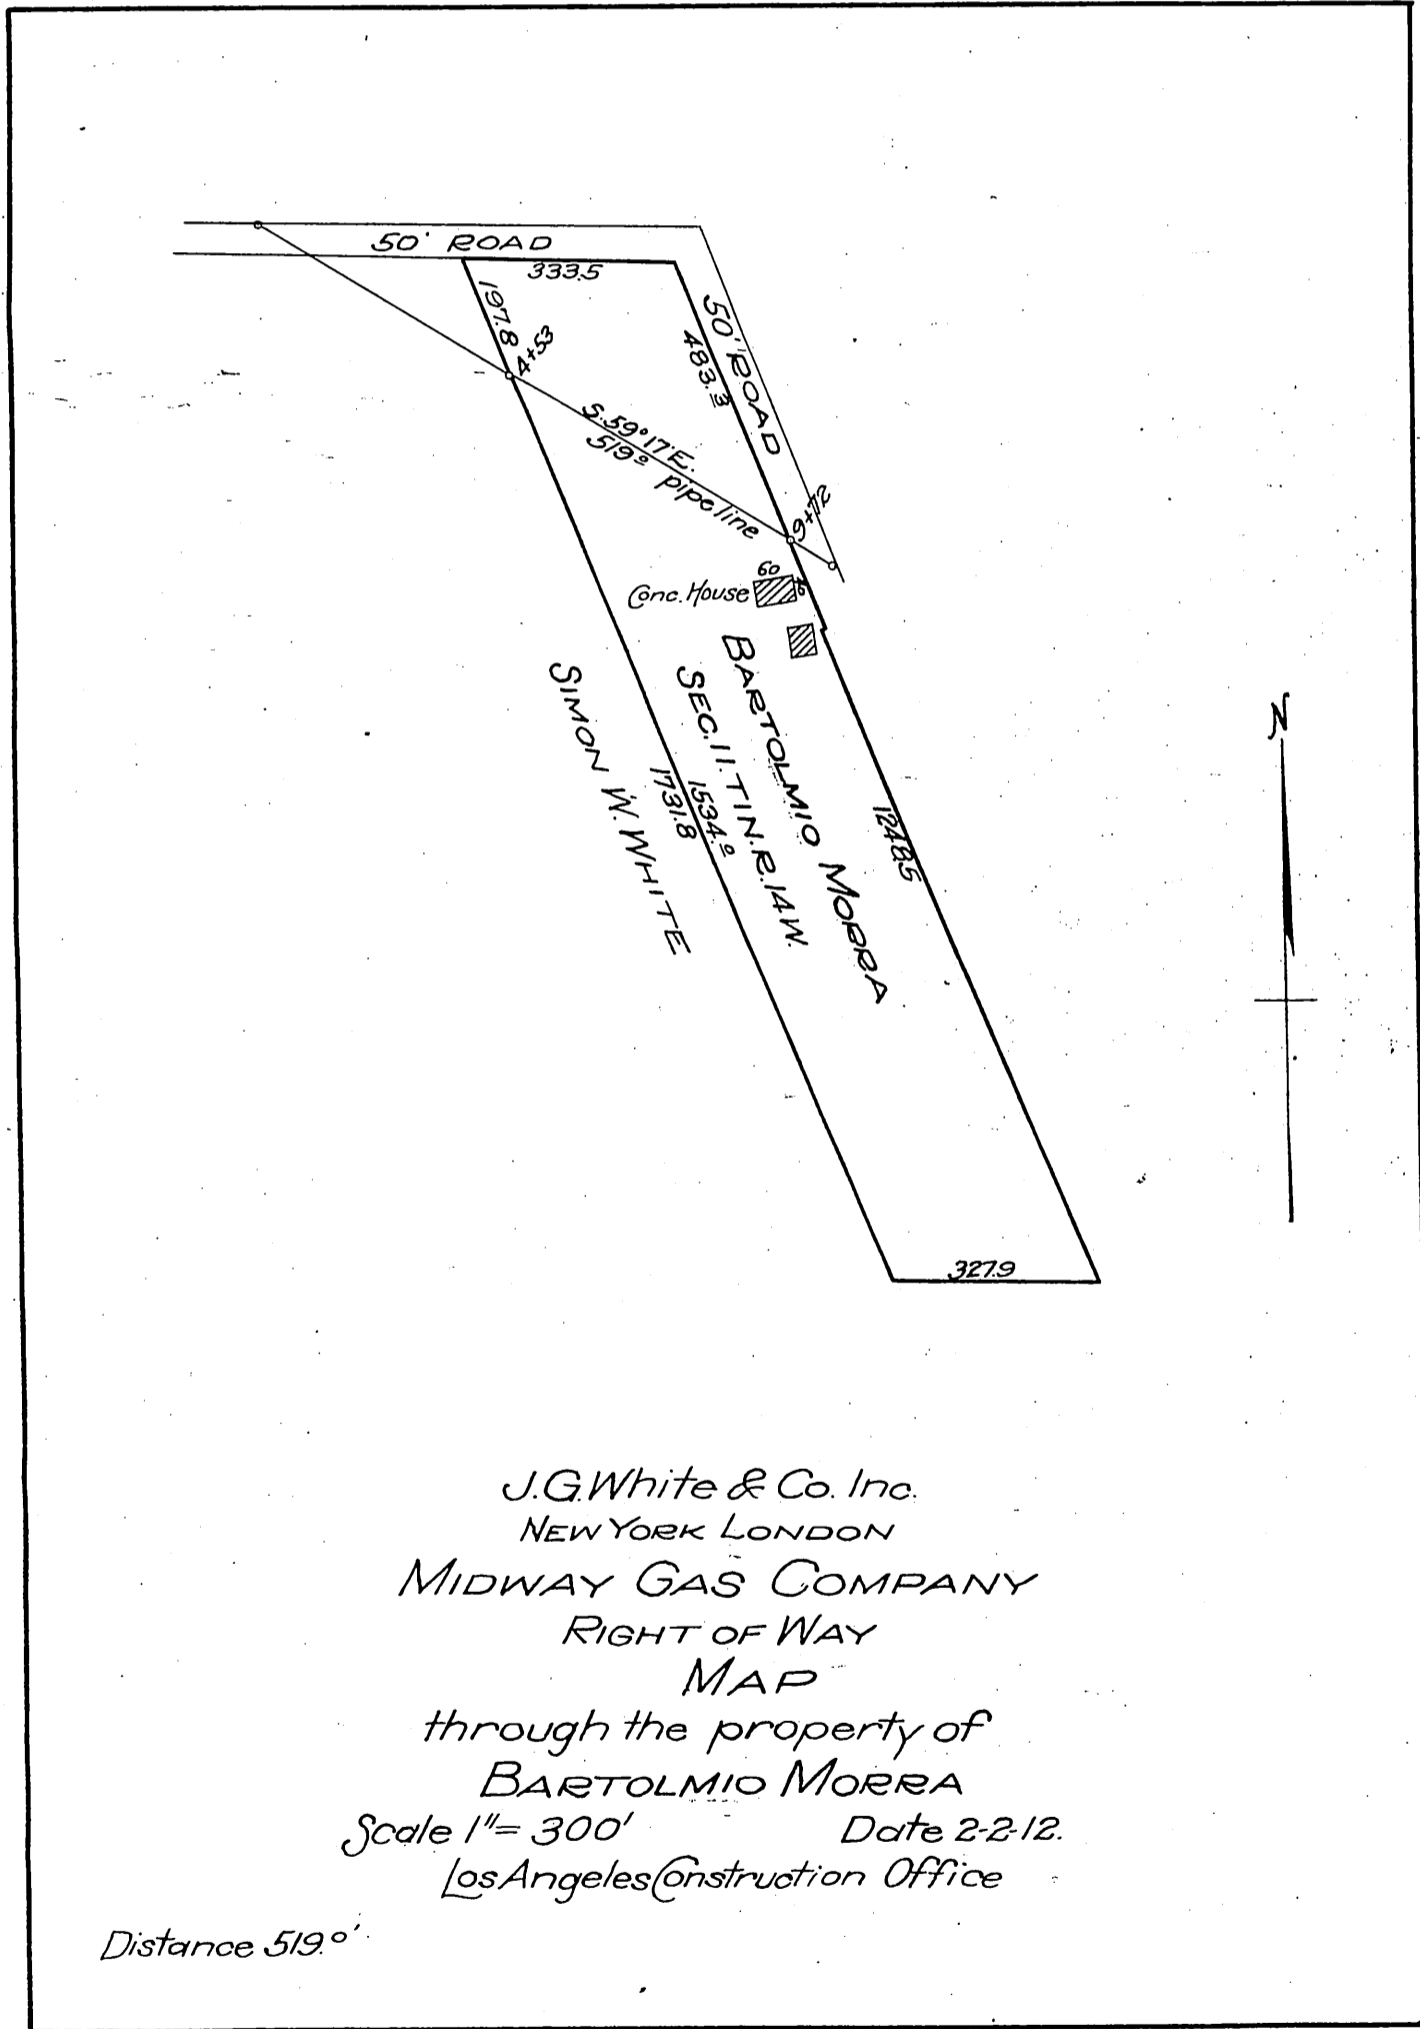 50' ROAD
333.5
197.8
4+53
50' ROAD
483.3
S.59°17'E.
519.0 pipe line
9+72
60
Conc. House
BARTOLMIO MORRA
SEC.11.T1N.R.14W.
SIMON W. WHITE
1534.0
1731.8
1248.5
N
327.9
J.G. White & Co. Inc.
NEW YORK LONDON
MIDWAY GAS COMPANY
RIGHT OF WAY
MAP
through the property of
BARTOLMIO MORRA
Scale 1"= 300' Date 2-2-12.
Los Angeles Construction Office
Distance 519.0'